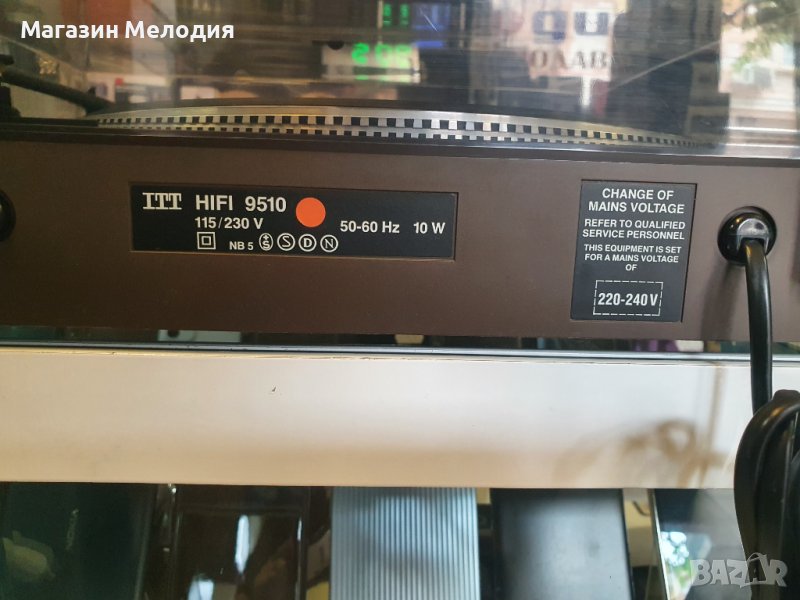 Магазин Мелодия
ITT HIFI 9510
115/230 V 50-60 Hz 10 W
NB 5 S D N
CHANGE OF
MAINS VOLTAGE
REFER TO QUALIFIED
SERVICE PERSONNEL
THIS EQUIPMENT IS SET
FOR A MAINS VOLTAGE
OF
220-240 V
BAZAR